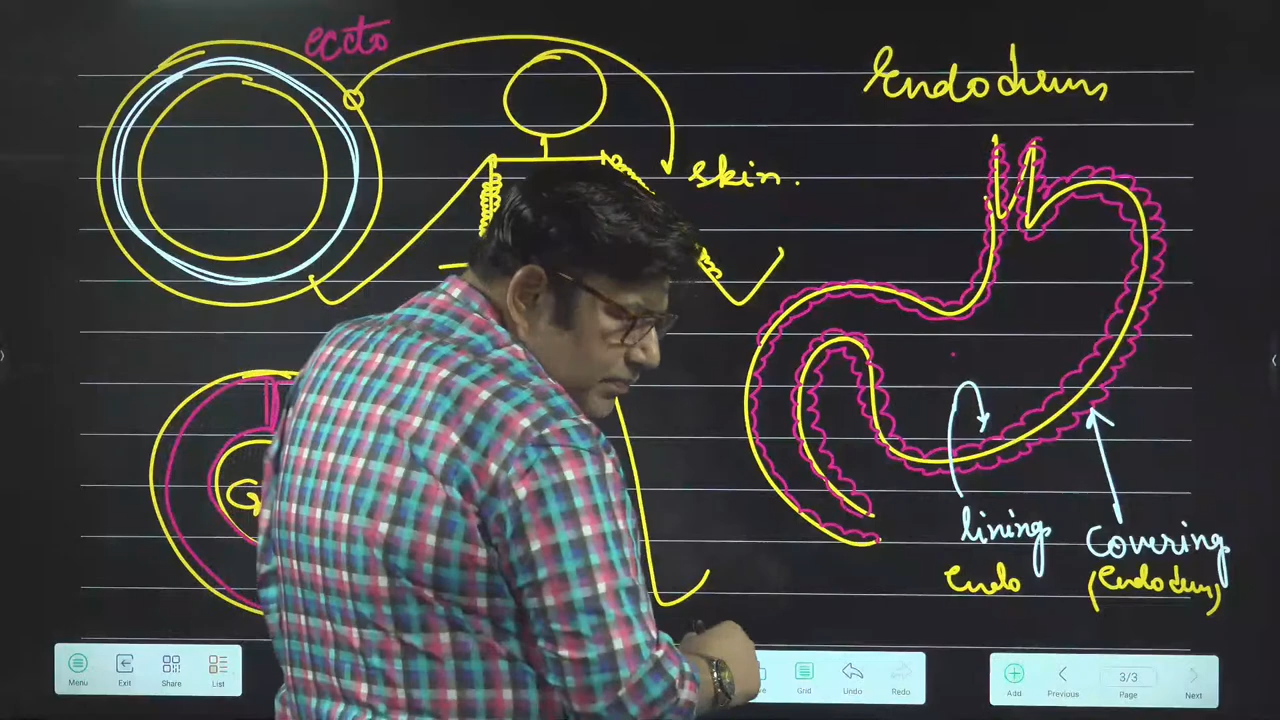 ecto
Endoderm
skin.
G
lining
covering
Endo
(Endoderm)
Menu
Exit
Share
List
Grid
Undo
Redo
Add
Previous
3/3
Page
Next